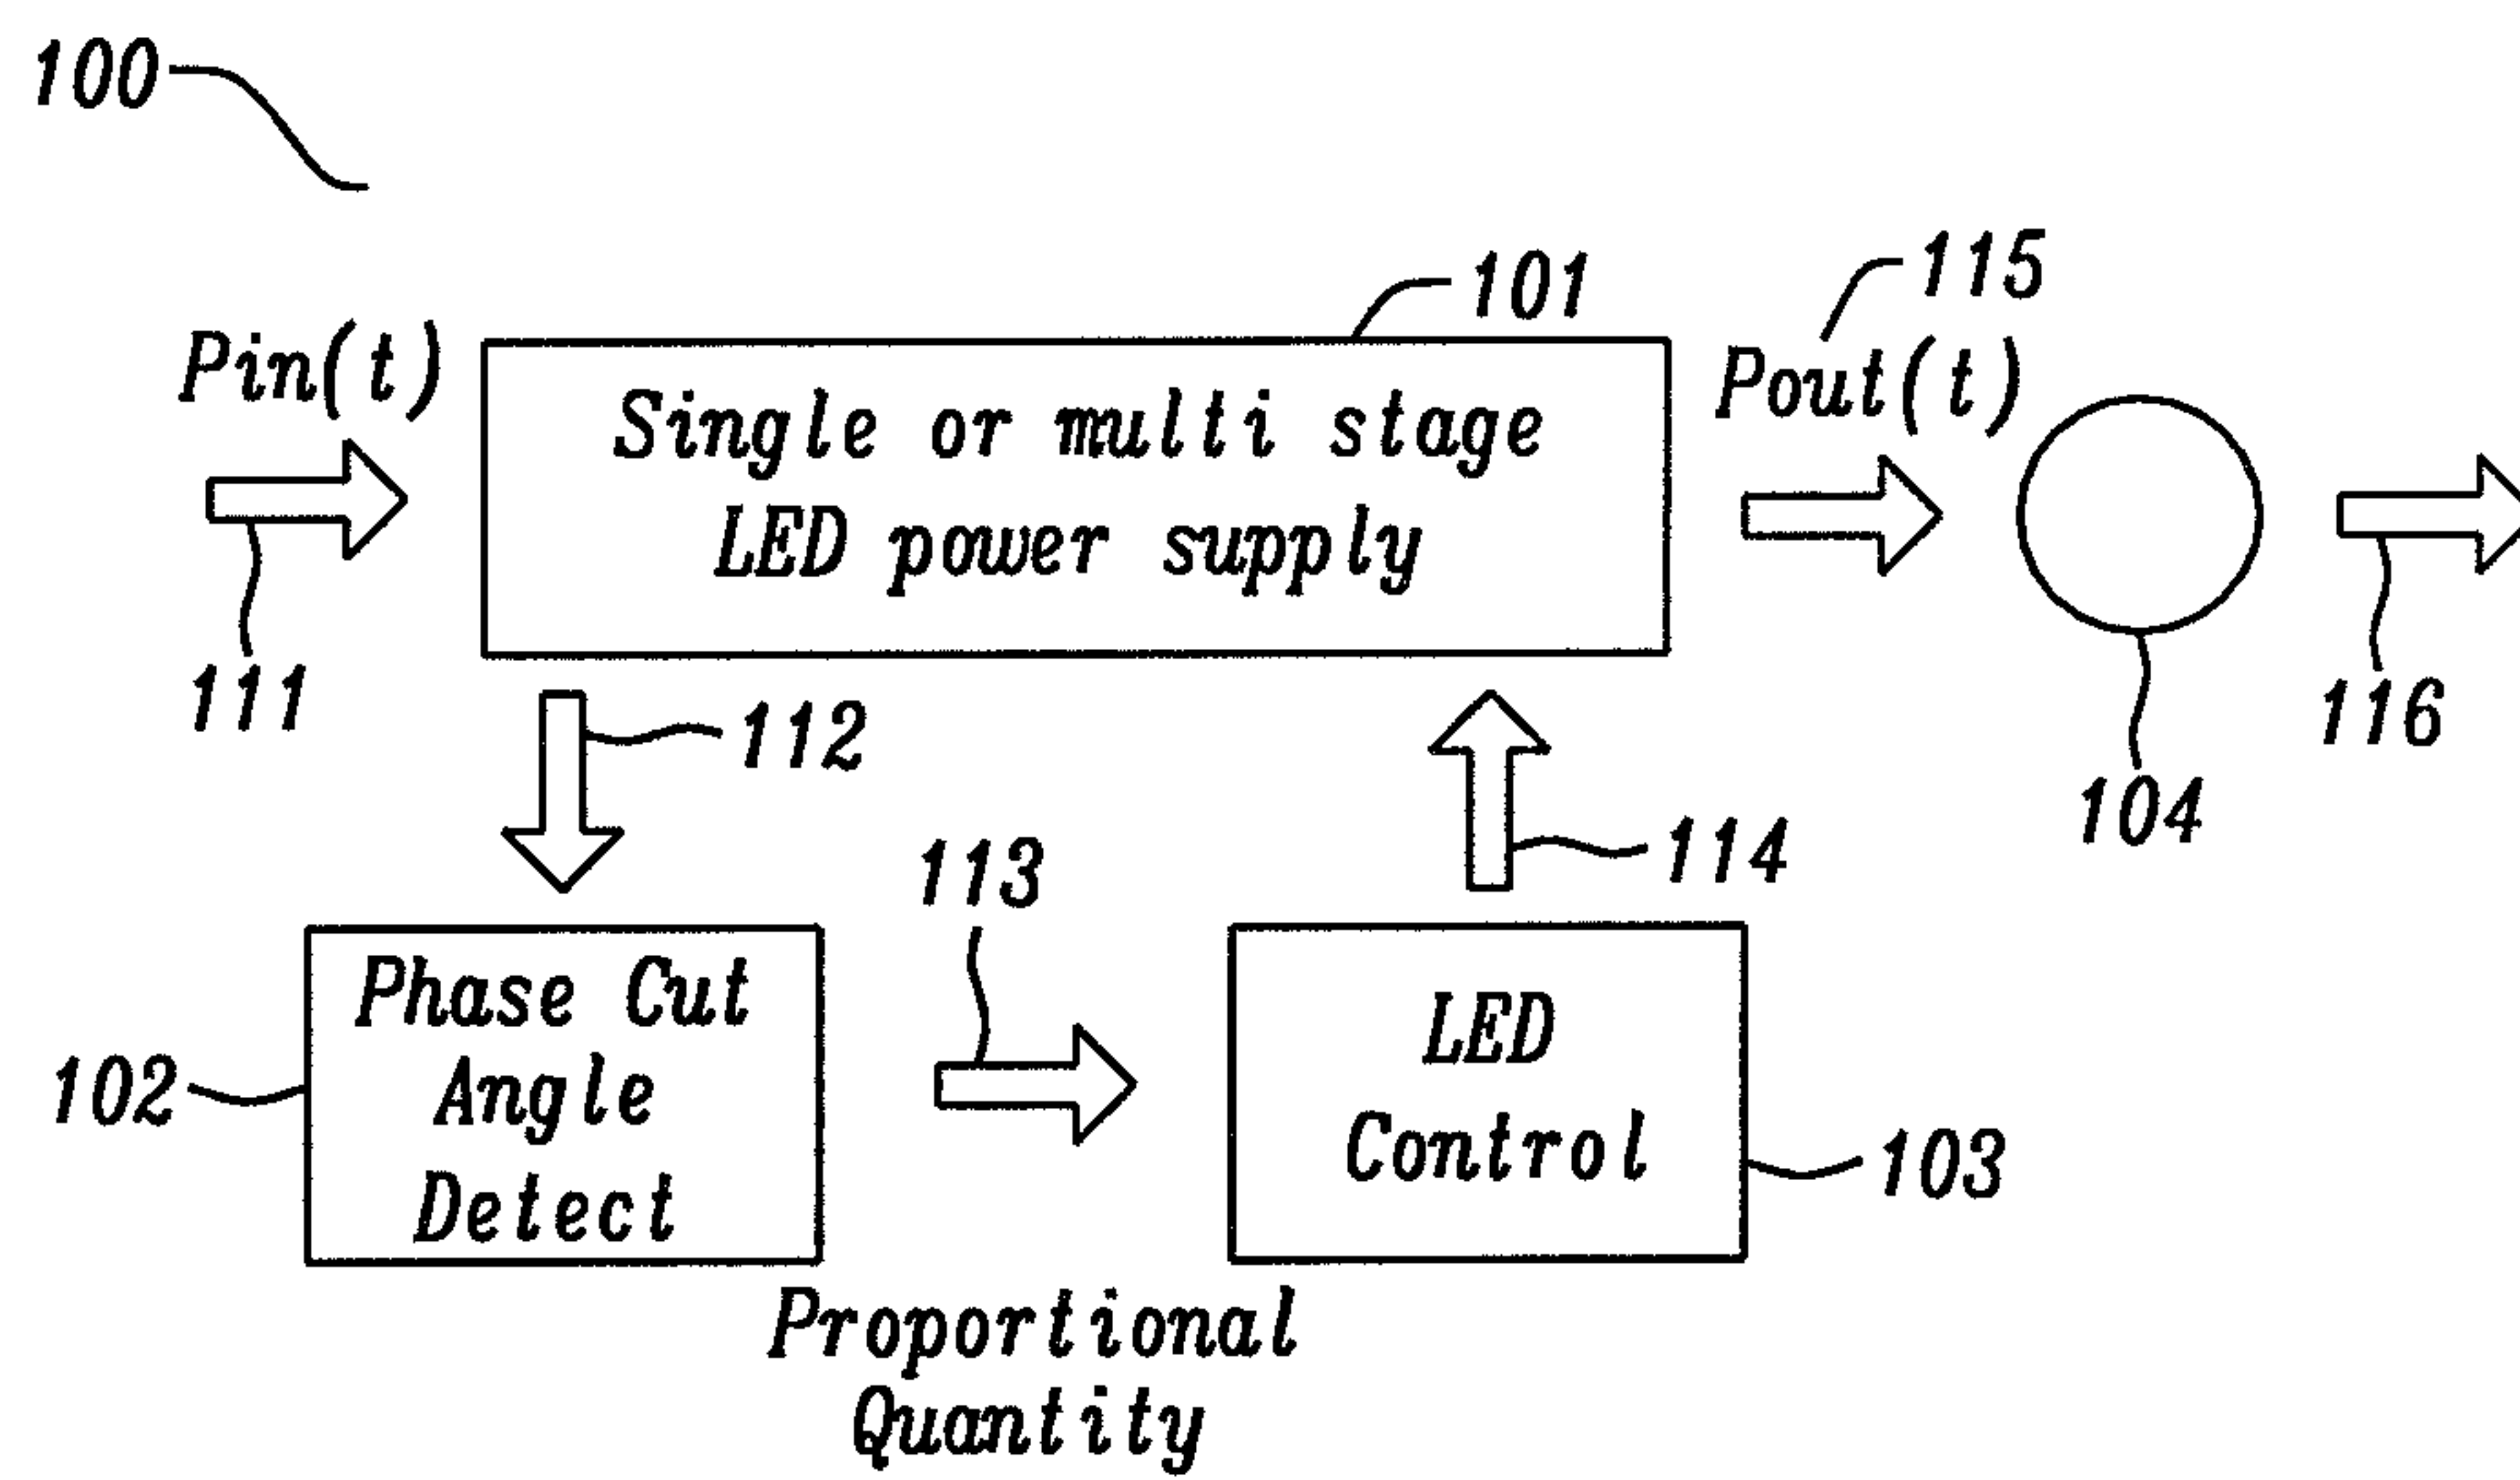 100
101
115
Pin(t)
Pout(t)
Single or multi stage
LED power supply
111
112
116
104
113
114
Phase Cut
Angle
Detect
102
LED
Control
103
Proportional
Quantity